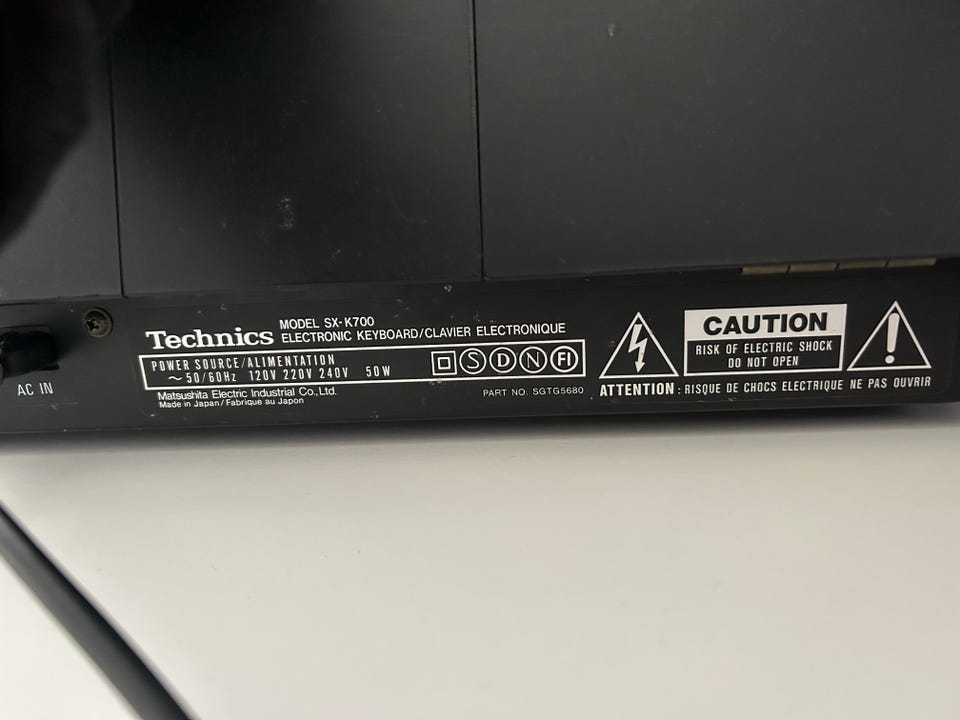 AC IN
Technics
MODEL SX-K700
ELECTRONIC KEYBOARD/CLAVIER ELECTRONIQUE
POWER SOURCE/ALIMENTATION
~ 50/60Hz 120V 220V 240V 50W
S D N FI
Matsushita Electric Industrial Co., Ltd.
Made in Japan/Fabrique au Japon
PART NO. SGTG5680
CAUTION
RISK OF ELECTRIC SHOCK
DO NOT OPEN
ATTENTION : RISQUE DE CHOCS ELECTRIQUE NE PAS OUVRIR